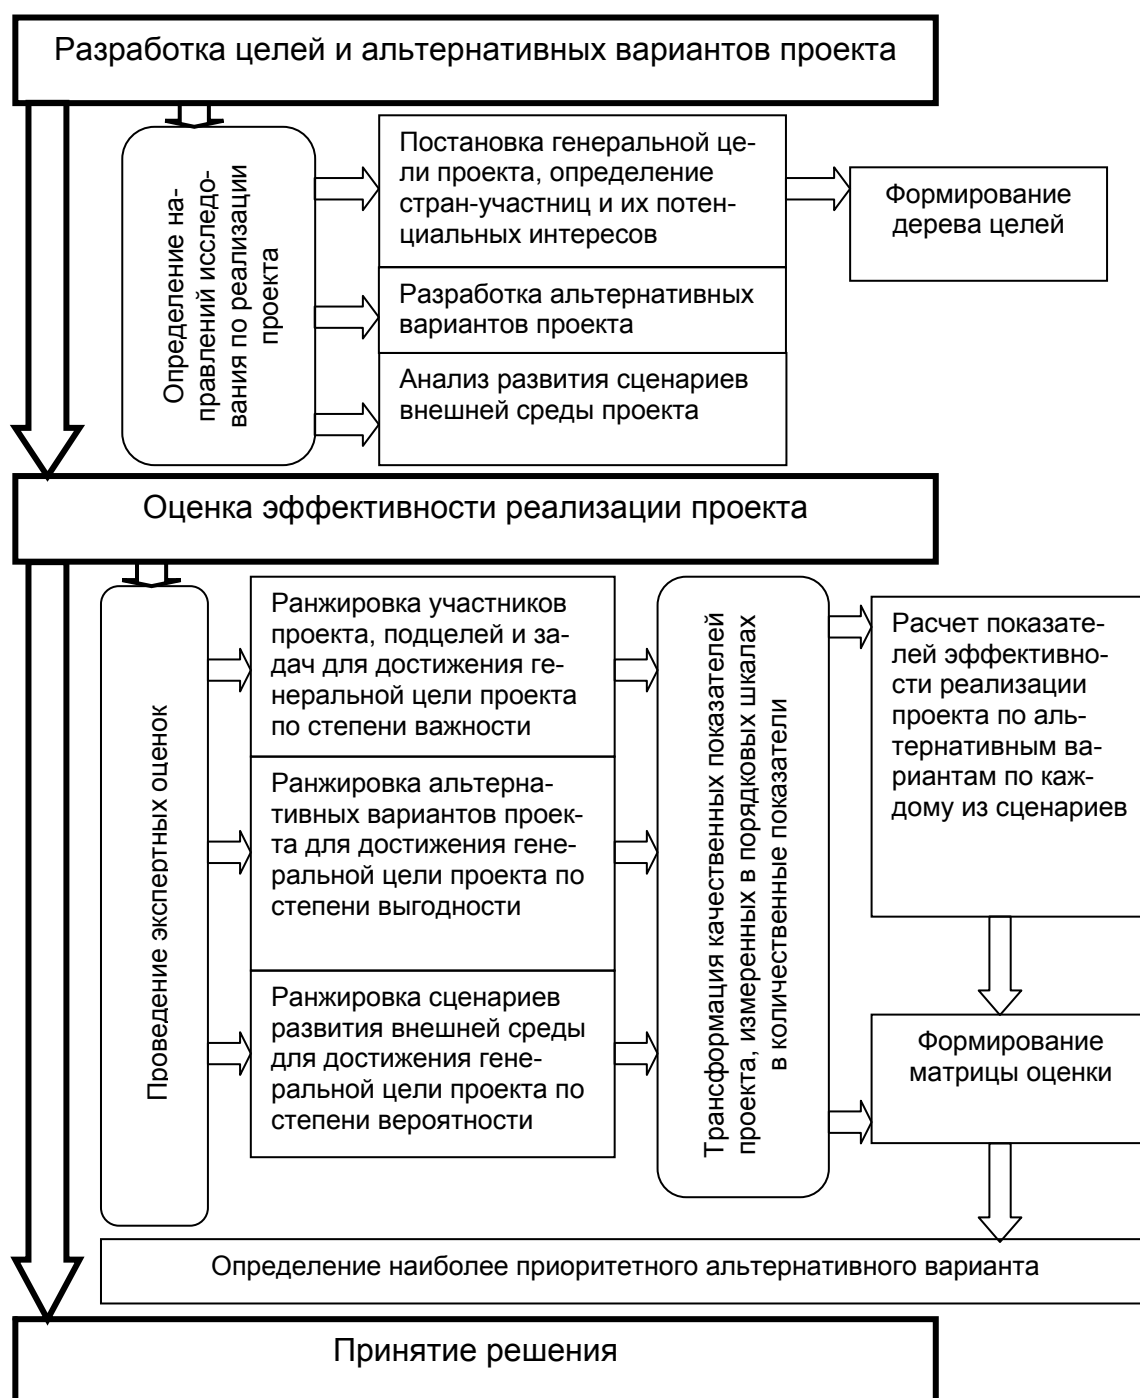 Разработка целей и альтернативных вариантов проекта
Определение на-
правлений исследо-
вания по реализации
проекта
Постановка генеральной це-
ли проекта, определение
стран-участниц и их потен-
циальных интересов
Формирование
дерева целей
Разработка альтернативных
вариантов проекта
Анализ развития сценариев
внешней среды проекта
Оценка эффективности реализации проекта
Проведение экспертных оценок
Ранжировка участников
проекта, подцелей и за-
дач для достижения ге-
неральной цели проекта
по степени важности
Ранжировка альтерна-
тивных вариантов проек-
та для достижения гене-
ральной цели проекта по
степени выгодности
Ранжировка сценариев
развития внешней среды
для достижения гене-
ральной цели проекта по
степени вероятности
Трансформация качественных показателей
проекта, измеренных в порядковых шкалах
в количественные показатели
Расчет показате-
лей эффективно-
сти реализации
проекта по аль-
тернативным ва-
риантам по каж-
дому из сценариев
Формирование
матрицы оценки
Определение наиболее приоритетного альтернативного варианта
Принятие решения